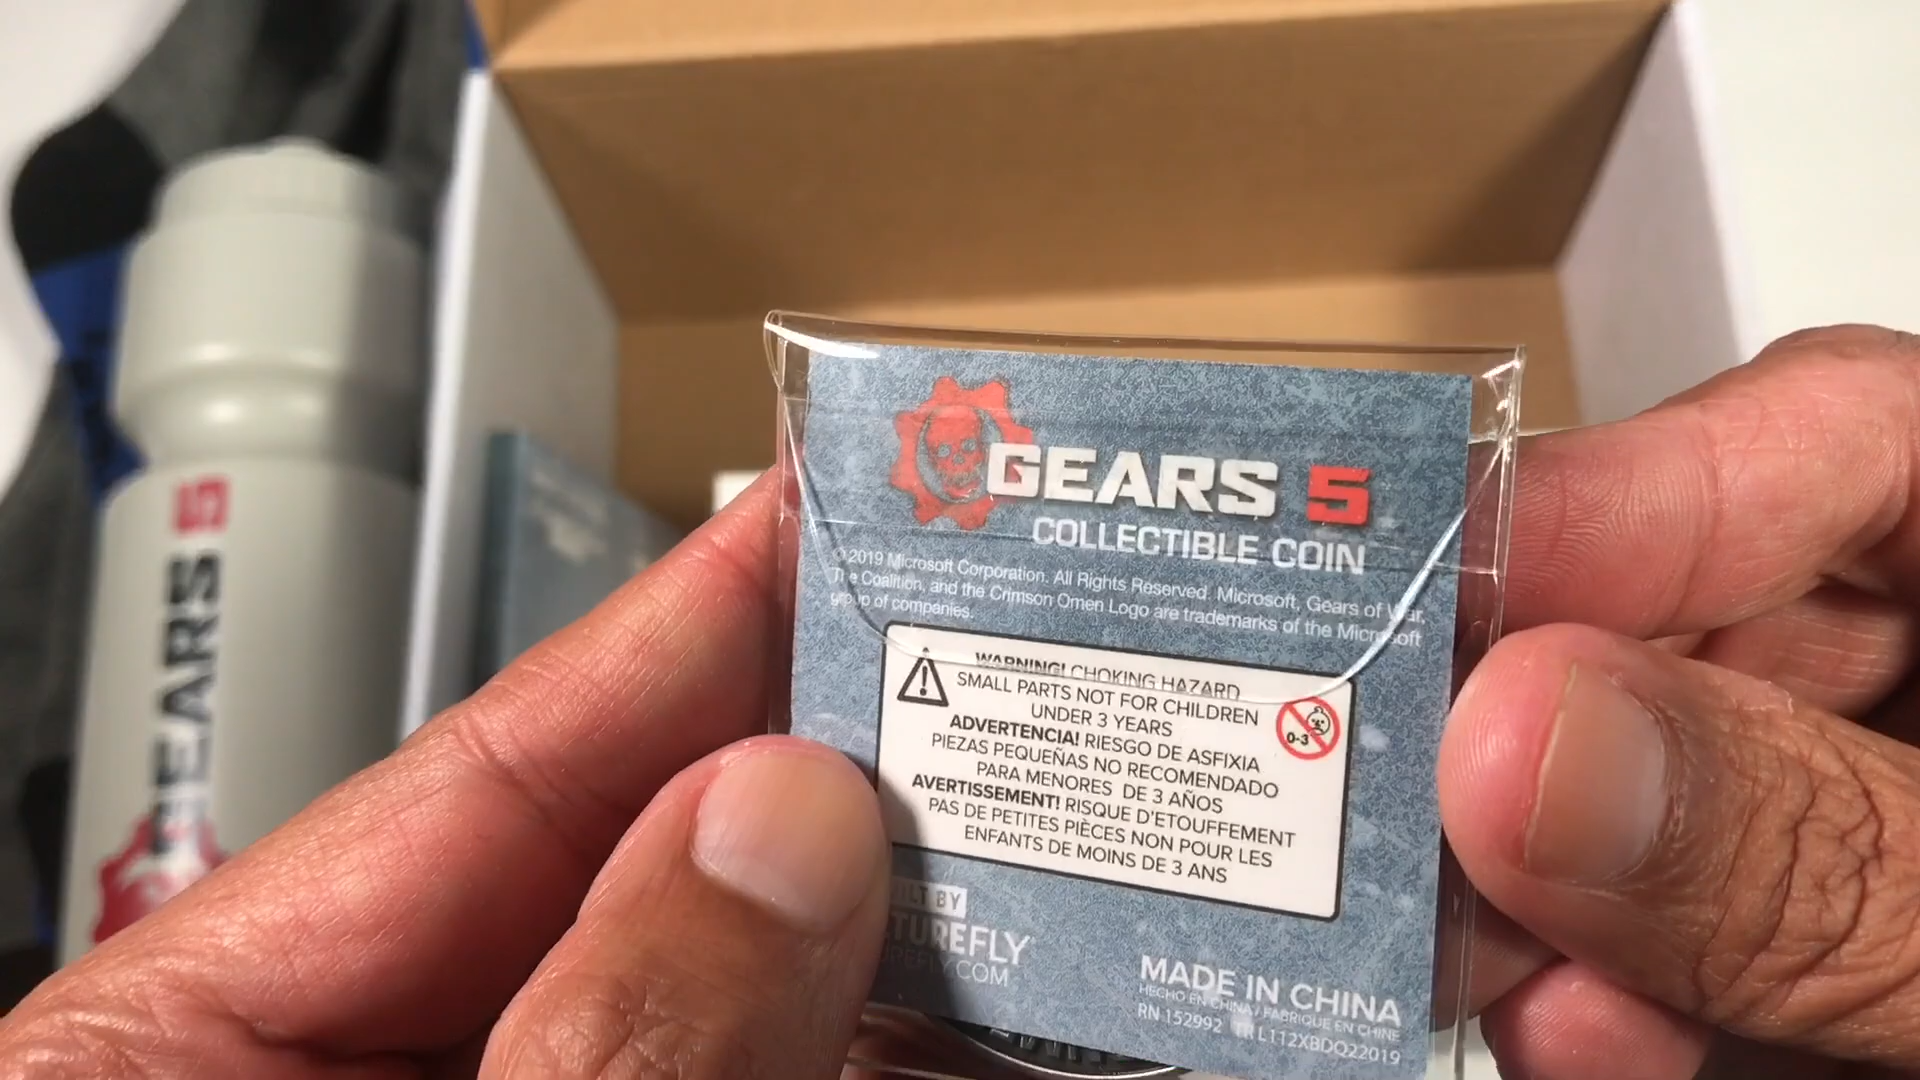 GEARS 5
GEARS 5
COLLECTIBLE COIN
© 2019 Microsoft Corporation. All Rights Reserved. Microsoft, Gears of War,
The Coalition, and the Crimson Omen Logo are trademarks of the Microsoft
group of companies.
WARNING! CHOKING HAZARD
SMALL PARTS NOT FOR CHILDREN
UNDER 3 YEARS
ADVERTENCIA! RIESGO DE ASFIXIA
PIEZAS PEQUEÑAS NO RECOMENDADO
PARA MENORES DE 3 AÑOS
AVERTISSEMENT! RISQUE D'ETOUFFEMENT
PAS DE PETITES PIÈCES NON POUR LES
ENFANTS DE MOINS DE 3 ANS
0-3
BY
MADE IN CHINA
HECHO EN CHINA / FABRIQUE EN CHINE
RN 152992 TR L112XBDQ22019